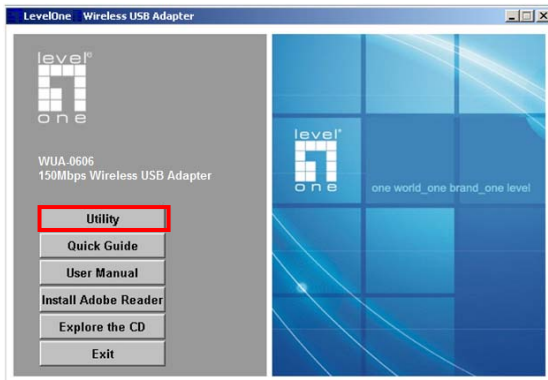 LevelOne Wireless USB Adapter
level®
one
WUA-0606
150Mbps Wireless USB Adapter
Utility
Quick Guide
User Manual
Install Adobe Reader
Explore the CD
Exit
level®
one
one world_one brand_one level